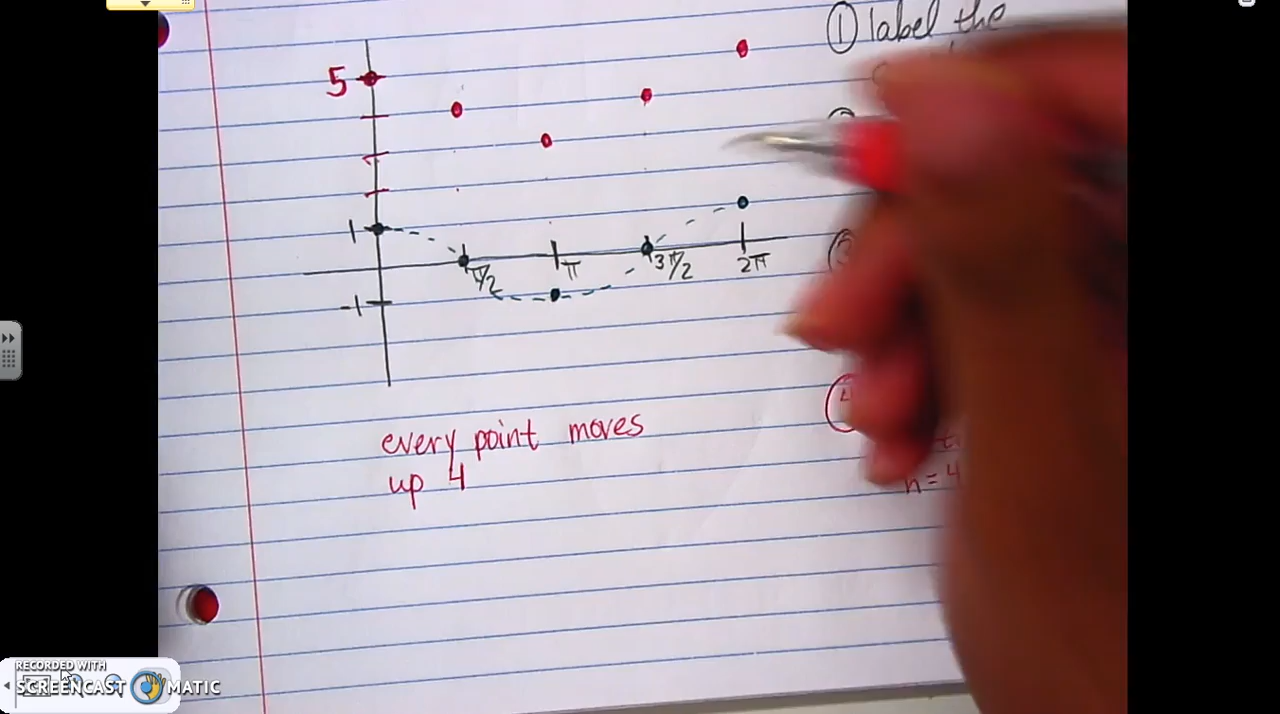 ① label the
5
1
π/2
π
3π/2
2π
-1
4
every point moves
up 4
n = 4
RECORDED WITH
SCREENCAST MATIC